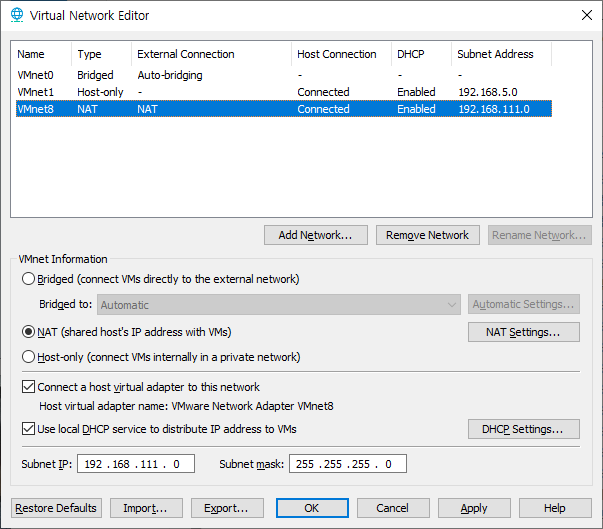 Virtual Network Editor
Name Type External Connection Host Connection DHCP Subnet Address
VMnet0 Bridged Auto-bridging - - -
VMnet1 Host-only - Connected Enabled 192.168.5.0
VMnet8 NAT NAT Connected Enabled 192.168.111.0
Add Network... Remove Network Rename Network...
VMnet Information
Bridged (connect VMs directly to the external network)
Bridged to: Automatic Automatic Settings...
NAT (shared host's IP address with VMs) NAT Settings...
Host-only (connect VMs internally in a private network)
Connect a host virtual adapter to this network
Host virtual adapter name: VMware Network Adapter VMnet8
Use local DHCP service to distribute IP address to VMs DHCP Settings...
Subnet IP: 192 . 168 . 111 . 0 Subnet mask: 255 . 255 . 255 . 0
Restore Defaults Import... Export... OK Cancel Apply Help